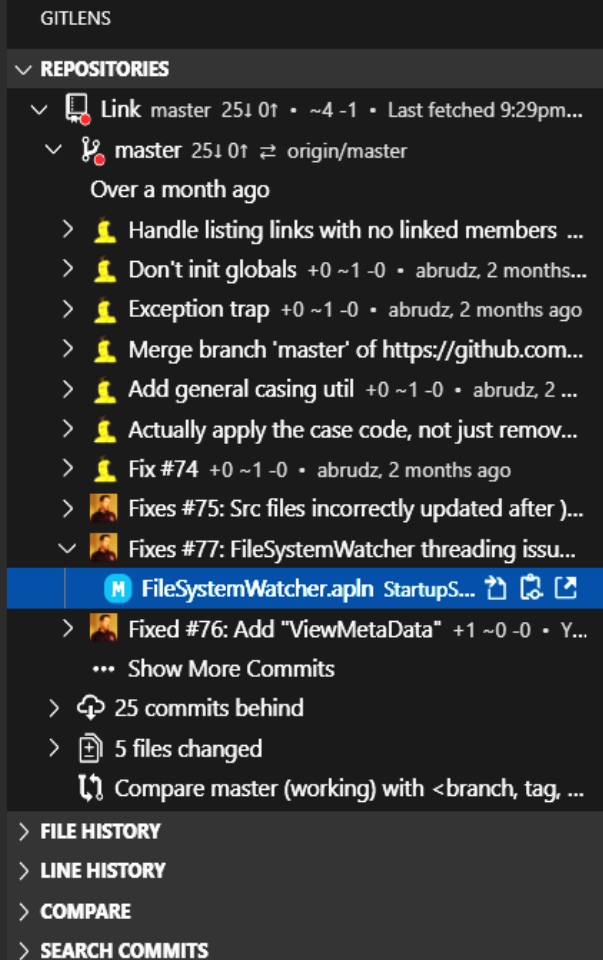 GITLENS
REPOSITORIES
Link master 25↓ 0↑ • ~4 -1 • Last fetched 9:29pm...
master 25↓ 0↑ ⇄ origin/master
Over a month ago
Handle listing links with no linked members ...
Don't init globals +0 ~1 -0 • abrudz, 2 months...
Exception trap +0 ~1 -0 • abrudz, 2 months ago
Merge branch 'master' of https://github.com...
Add general casing util +0 ~1 -0 • abrudz, 2 ...
Actually apply the case code, not just remov...
Fix #74 +0 ~1 -0 • abrudz, 2 months ago
Fixes #75: Src files incorrectly updated after )...
Fixes #77: FileSystemWatcher threading issu...
M FileSystemWatcher.apln StartupS...
Fixed #76: Add "ViewMetaData" +1 ~0 -0 • Y...
••• Show More Commits
25 commits behind
5 files changed
Compare master (working) with <branch, tag, ...
FILE HISTORY
LINE HISTORY
COMPARE
SEARCH COMMITS